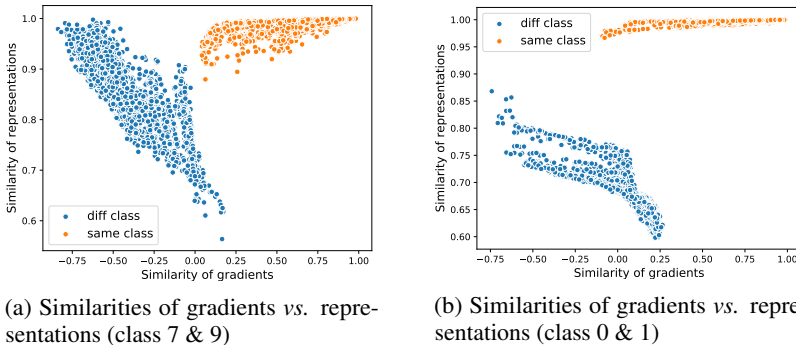 1.0
0.9
0.8
0.7
0.6
Similarity of representations
diff class
same class
−0.75 −0.50 −0.25 0.00 0.25 0.50 0.75 1.00
Similarity of gradients
(a) Similarities of gradients vs. repre-
sentations (class 7 & 9)
1.00
0.95
0.90
0.85
0.80
0.75
0.70
0.65
0.60
Similarity of representations
diff class
same class
−0.75 −0.50 −0.25 0.00 0.25 0.50 0.75 1.00
Similarity of gradients
(b) Similarities of gradients vs. repre
sentations (class 0 & 1)